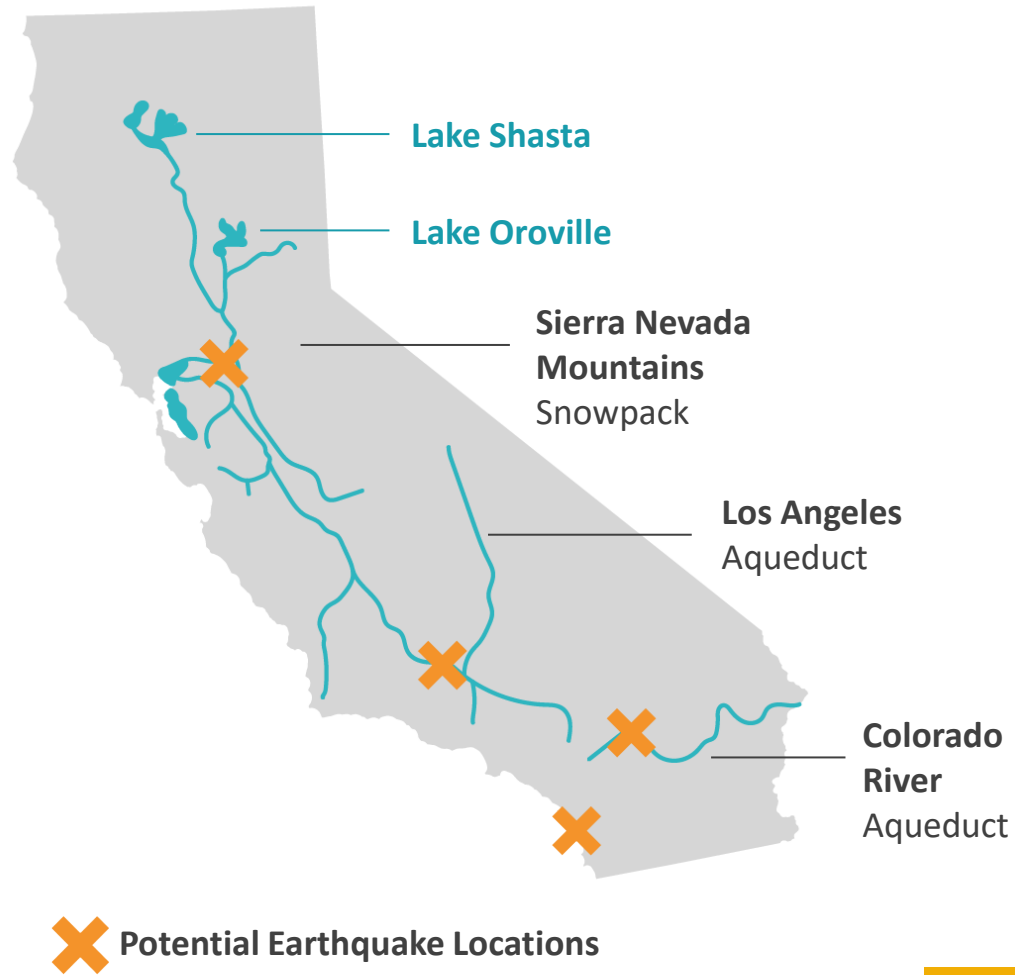 Lake Shasta
Lake Oroville
Sierra Nevada
Mountains
Snowpack
Los Angeles
Aqueduct
Colorado
River
Aqueduct
Potential Earthquake Locations